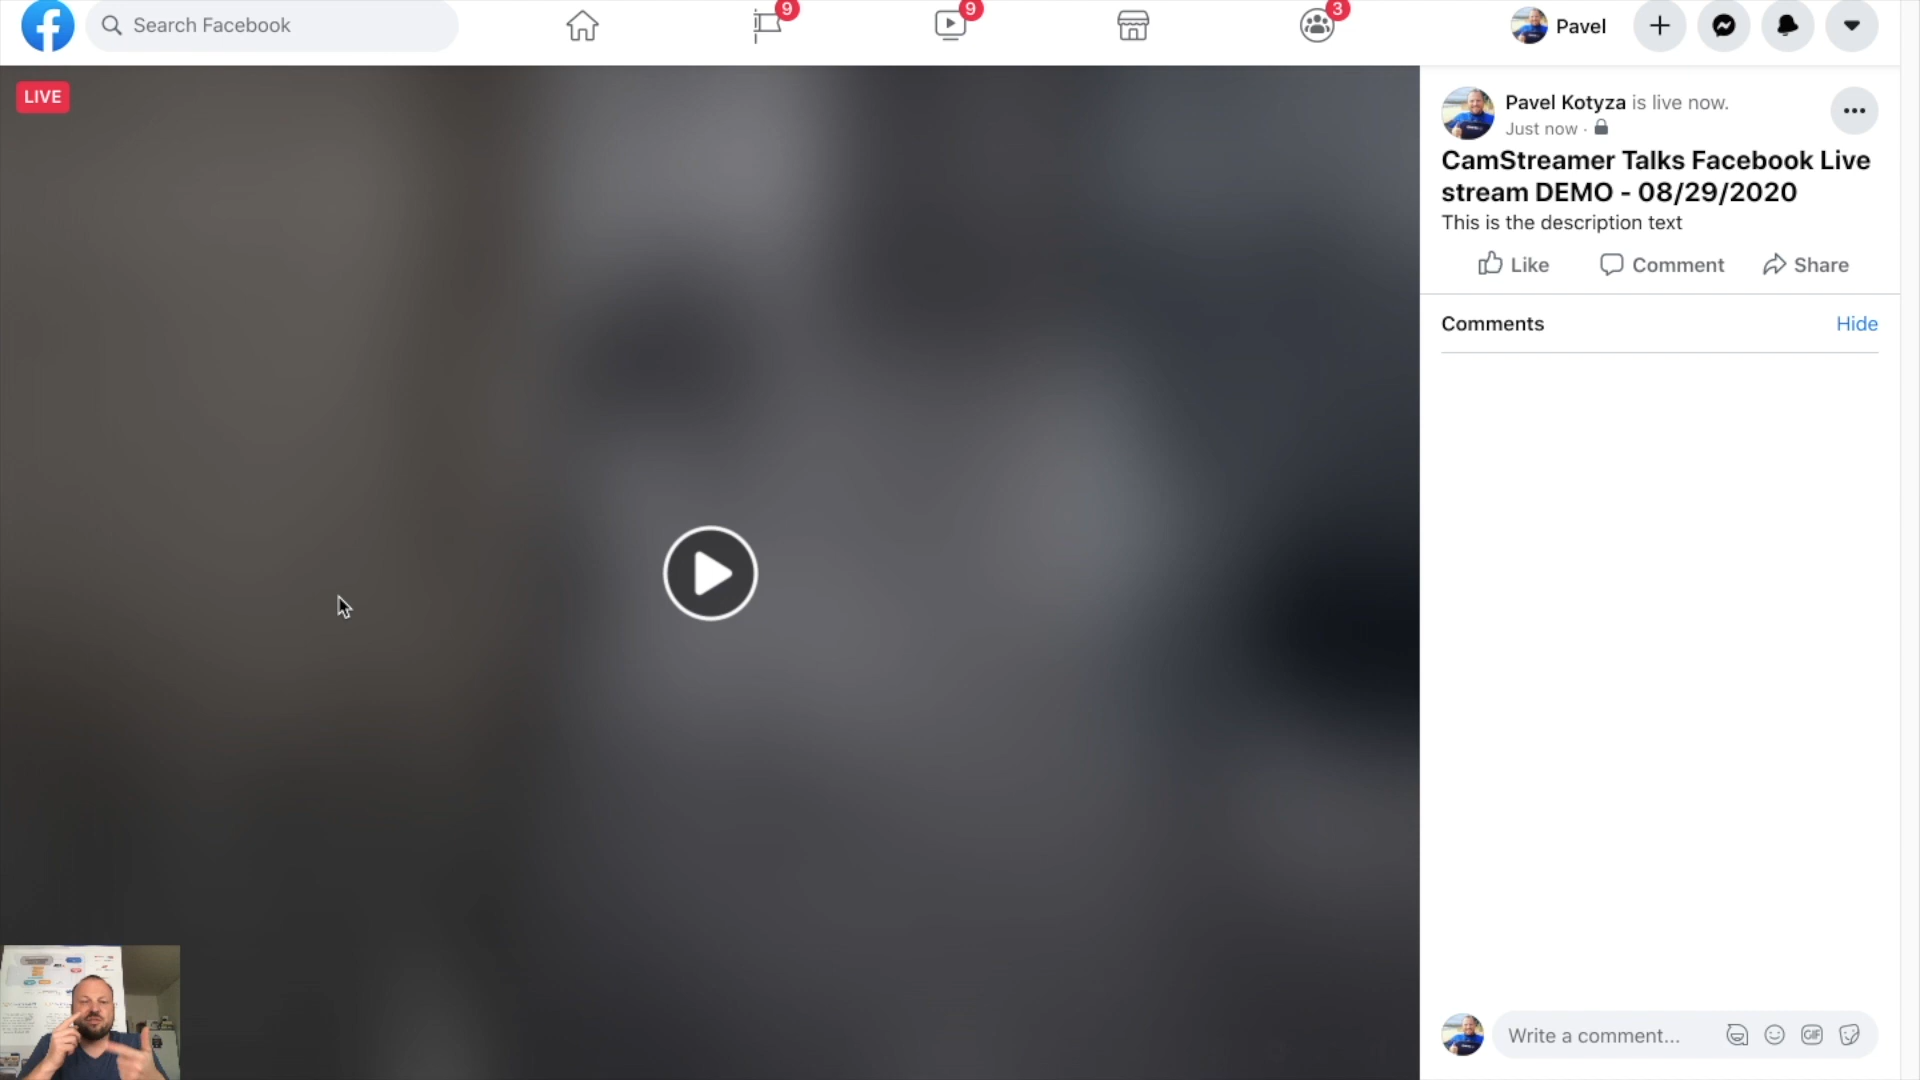 Search Facebook
9
9
3
Pavel
LIVE
Pavel Kotyza is live now.
Just now ·
CamStreamer Talks Facebook Live
stream DEMO - 08/29/2020
This is the description text
Like
Comment
Share
Comments
Hide
Write a comment...
GIF